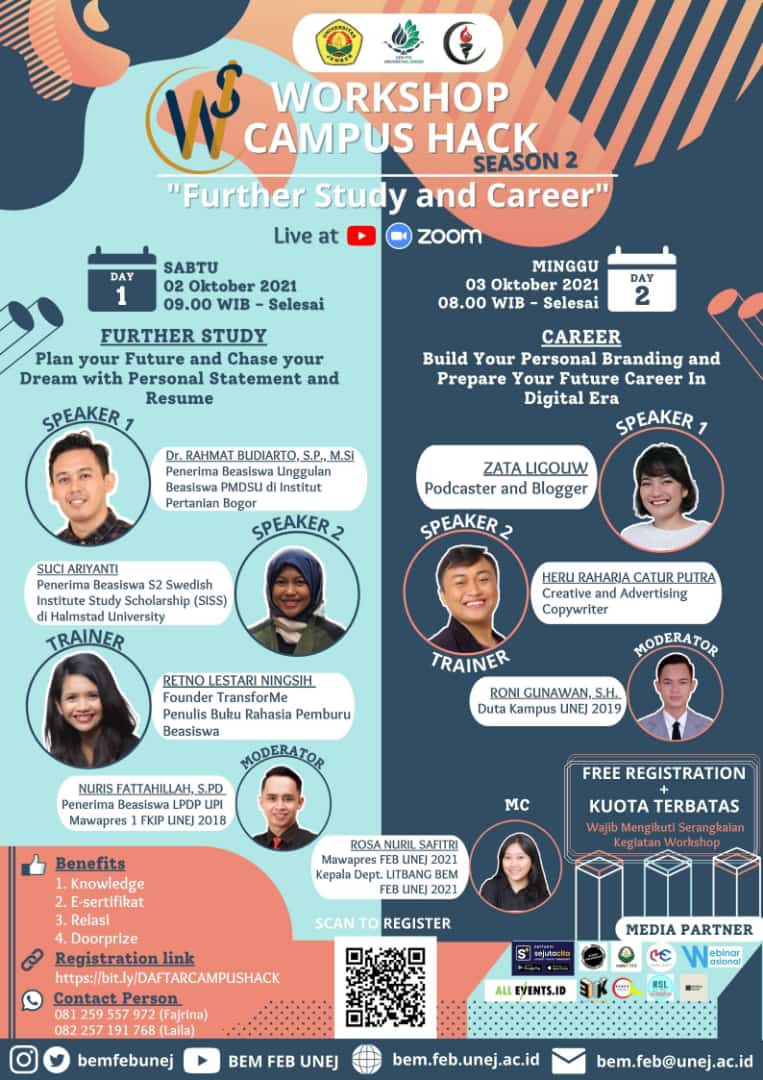 UNIVERSITAS
JEMBER
UNIVERSITAS JEMBER
WS
WORKSHOP
CAMPUS HACK
SEASON 2
"Further Study and Career"
Live at
zoom
DAY
1
SABTU
02 Oktober 2021
09.00 WIB - Selesai
FURTHER STUDY
Plan your Future and Chase your
Dream with Personal Statement and
Resume
SPEAKER 1
Dr. RAHMAT BUDIARTO, S.P., M.Si
Penerima Beasiswa Unggulan
Beasiswa PMDSU di Institut
Pertanian Bogor
SPEAKER 2
SUCI ARIYANTI
Penerima Beasiswa S2 Swedish
Institute Study Scholarship (SISS)
di Halmstad University
TRAINER
RETNO LESTARI NINGSIH
Founder TransforMe
Penulis Buku Rahasia Pemburu
Beasiswa
MODERATOR
NURIS FATTAHILLAH, S.PD
Penerima Beasiswa LPDP UPI
Mawapres 1 FKIP UNEJ 2018
MINGGU
03 Oktober 2021
08.00 WIB - Selesai
DAY
2
CAREER
Build Your Personal Branding and
Prepare Your Future Career In
Digital Era
SPEAKER 1
ZATA LIGOUW
Podcaster and Blogger
SPEAKER 2
TRAINER
HERU RAHARJA CATUR PUTRA
Creative and Advertising
Copywriter
MODERATOR
RONI GUNAWAN, S.H.
Duta Kampus UNEJ 2019
MC
ROSA NURIL SAFITRI
Mawapres FEB UNEJ 2021
Kepala Dept. LITBANG BEM
FEB UNEJ 2021
FREE REGISTRATION
+
KUOTA TERBATAS
Wajib Mengikuti Serangkaian
Kegiatan Workshop
Benefits
1. Knowledge
2. E-sertifikat
3. Relasi
4. Doorprize
Registration link
https://bit.ly/DAFTARCAMPUSHACK
Contact Person
081 259 557 972 (Fajrina)
082 257 191 768 (Laila)
SCAN TO REGISTER
MEDIA PARTNER
sejutacita
Webinar
asional
ALL EVENTS.ID
bemfebunej
BEM FEB UNEJ
bem.feb.unej.ac.id
bem.feb@unej.ac.id